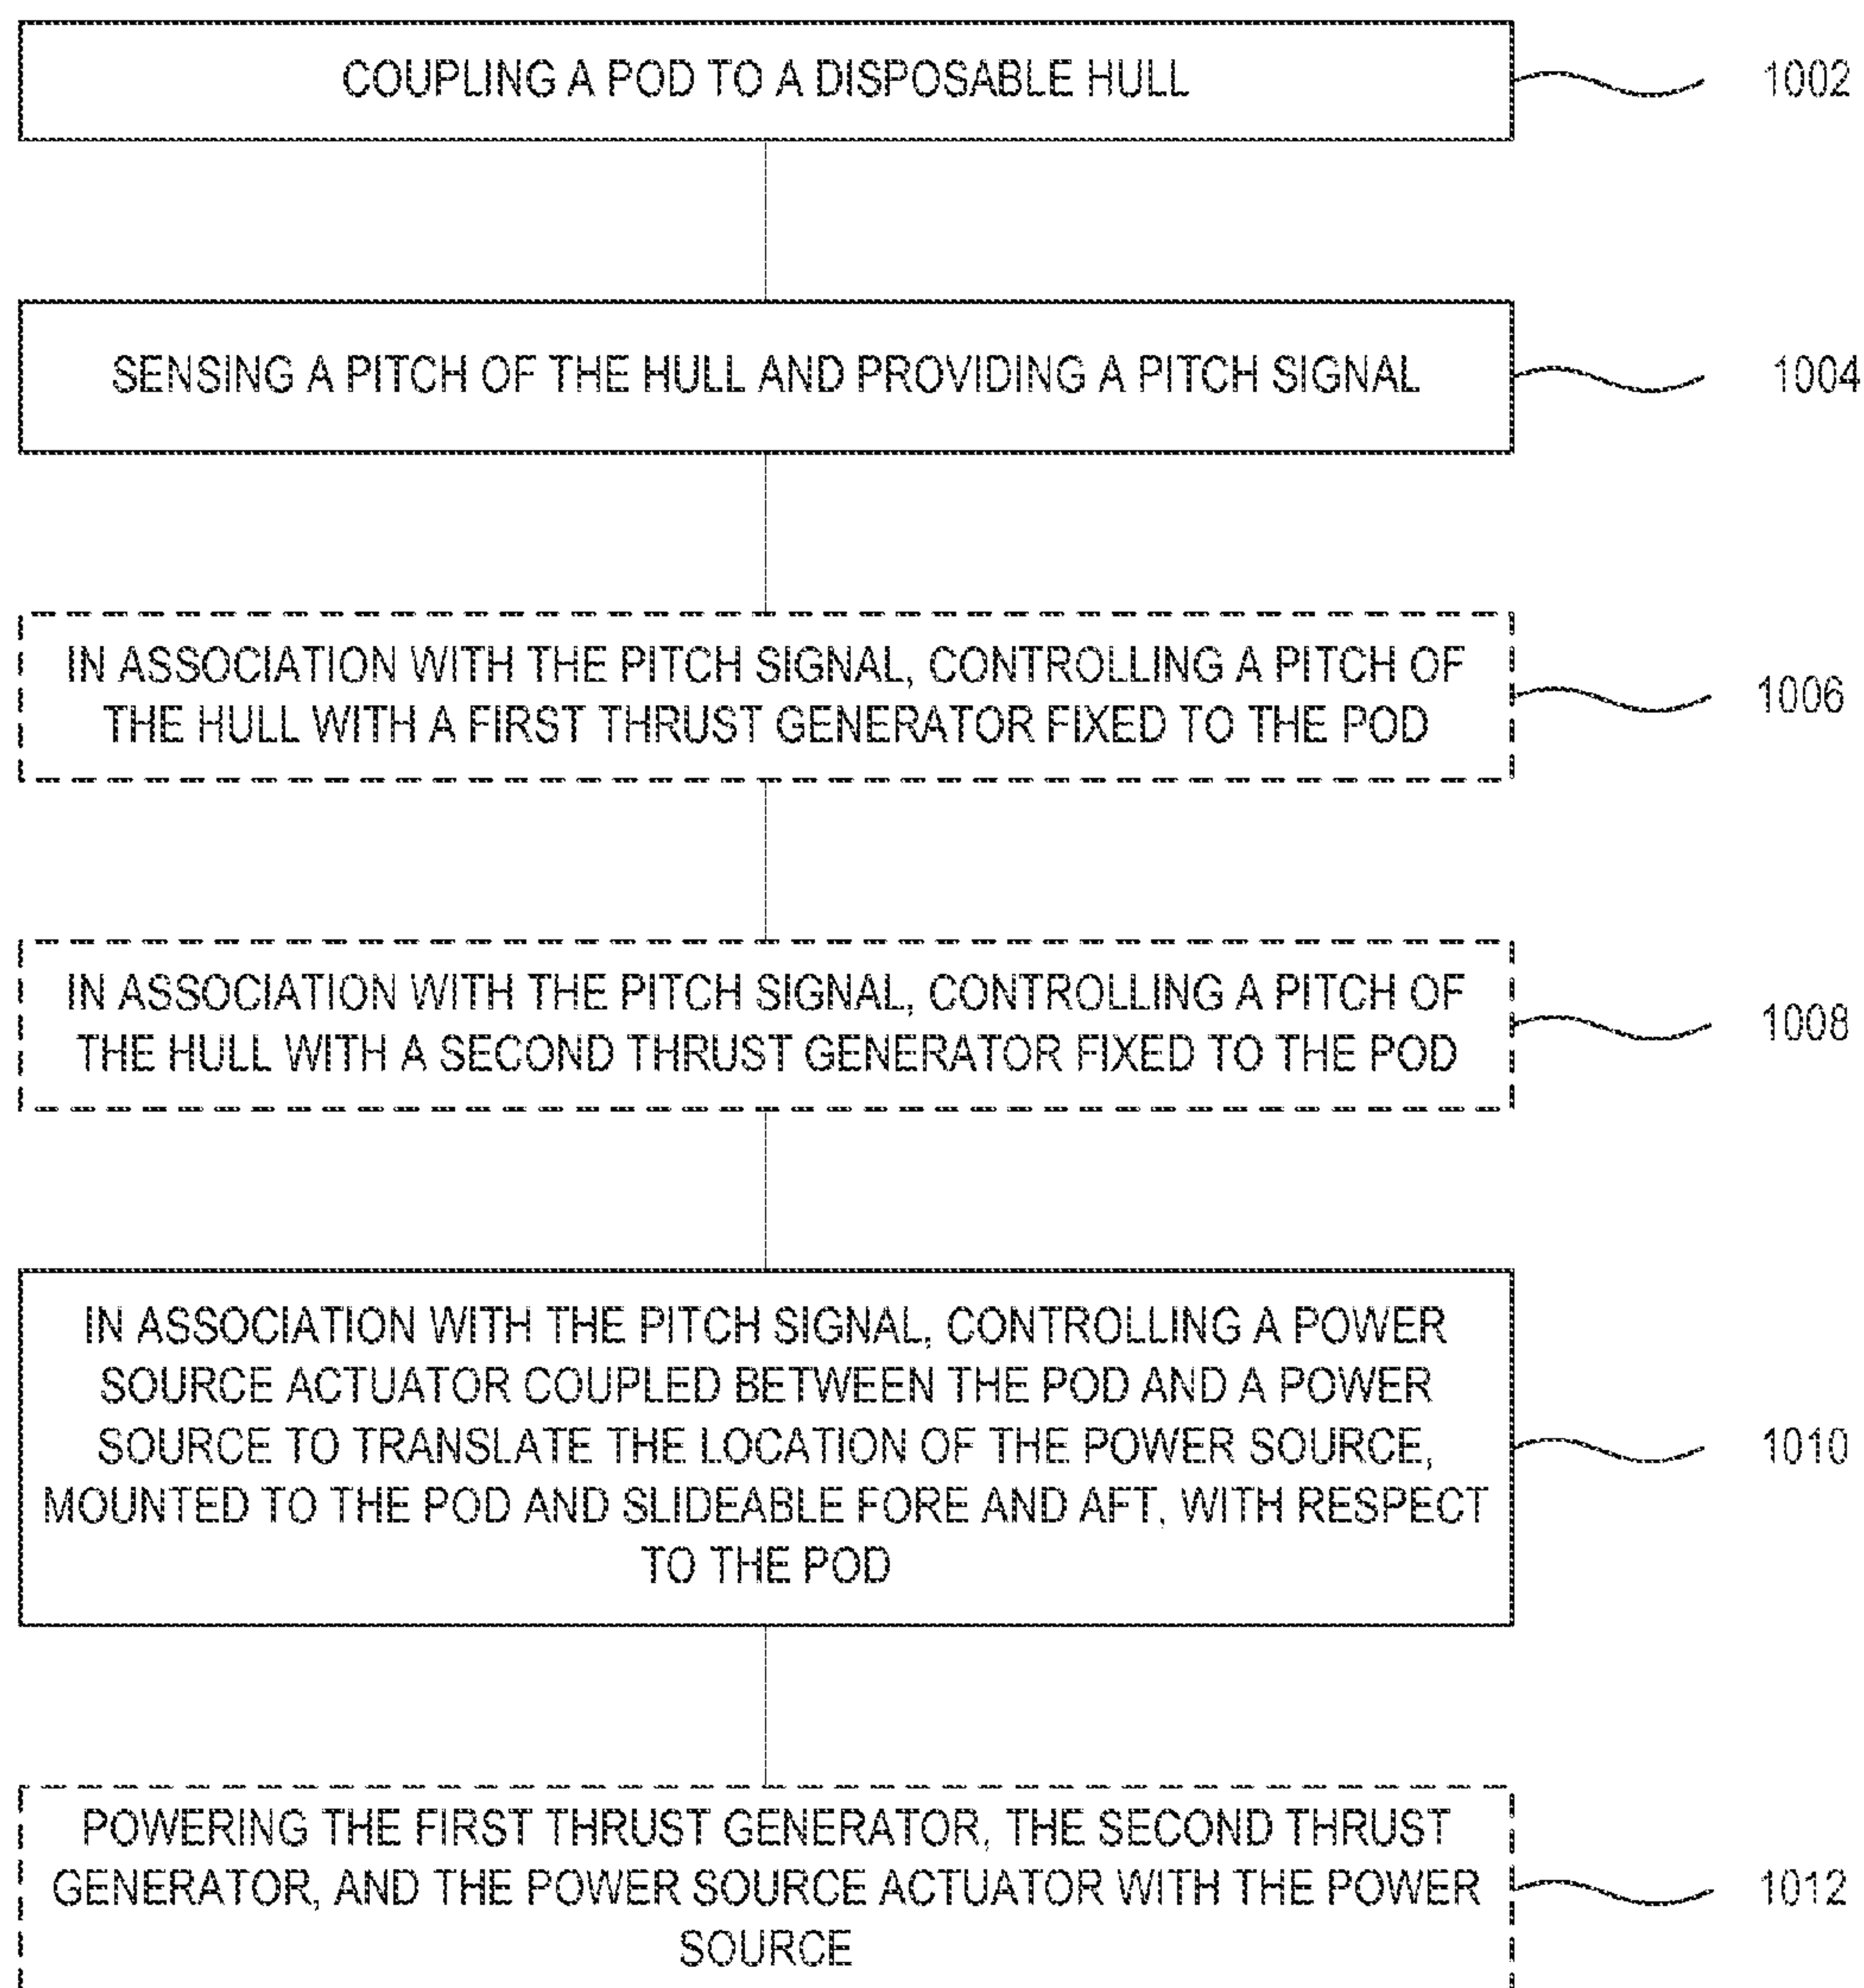 COUPLING A POD TO A DISPOSABLE HULL
1002
SENSING A PITCH OF THE HULL AND PROVIDING A PITCH SIGNAL
1004
IN ASSOCIATION WITH THE PITCH SIGNAL, CONTROLLING A PITCH OF
THE HULL WITH A FIRST THRUST GENERATOR FIXED TO THE POD
1006
IN ASSOCIATION WITH THE PITCH SIGNAL, CONTROLLING A PITCH OF
THE HULL WITH A SECOND THRUST GENERATOR FIXED TO THE POD
1008
IN ASSOCIATION WITH THE PITCH SIGNAL, CONTROLLING A POWER
SOURCE ACTUATOR COUPLED BETWEEN THE POD AND A POWER
SOURCE TO TRANSLATE THE LOCATION OF THE POWER SOURCE,
MOUNTED TO THE POD AND SLIDEABLE FORE AND AFT, WITH RESPECT
TO THE POD
1010
POWERING THE FIRST THRUST GENERATOR, THE SECOND THRUST
GENERATOR, AND THE POWER SOURCE ACTUATOR WITH THE POWER
SOURCE
1012